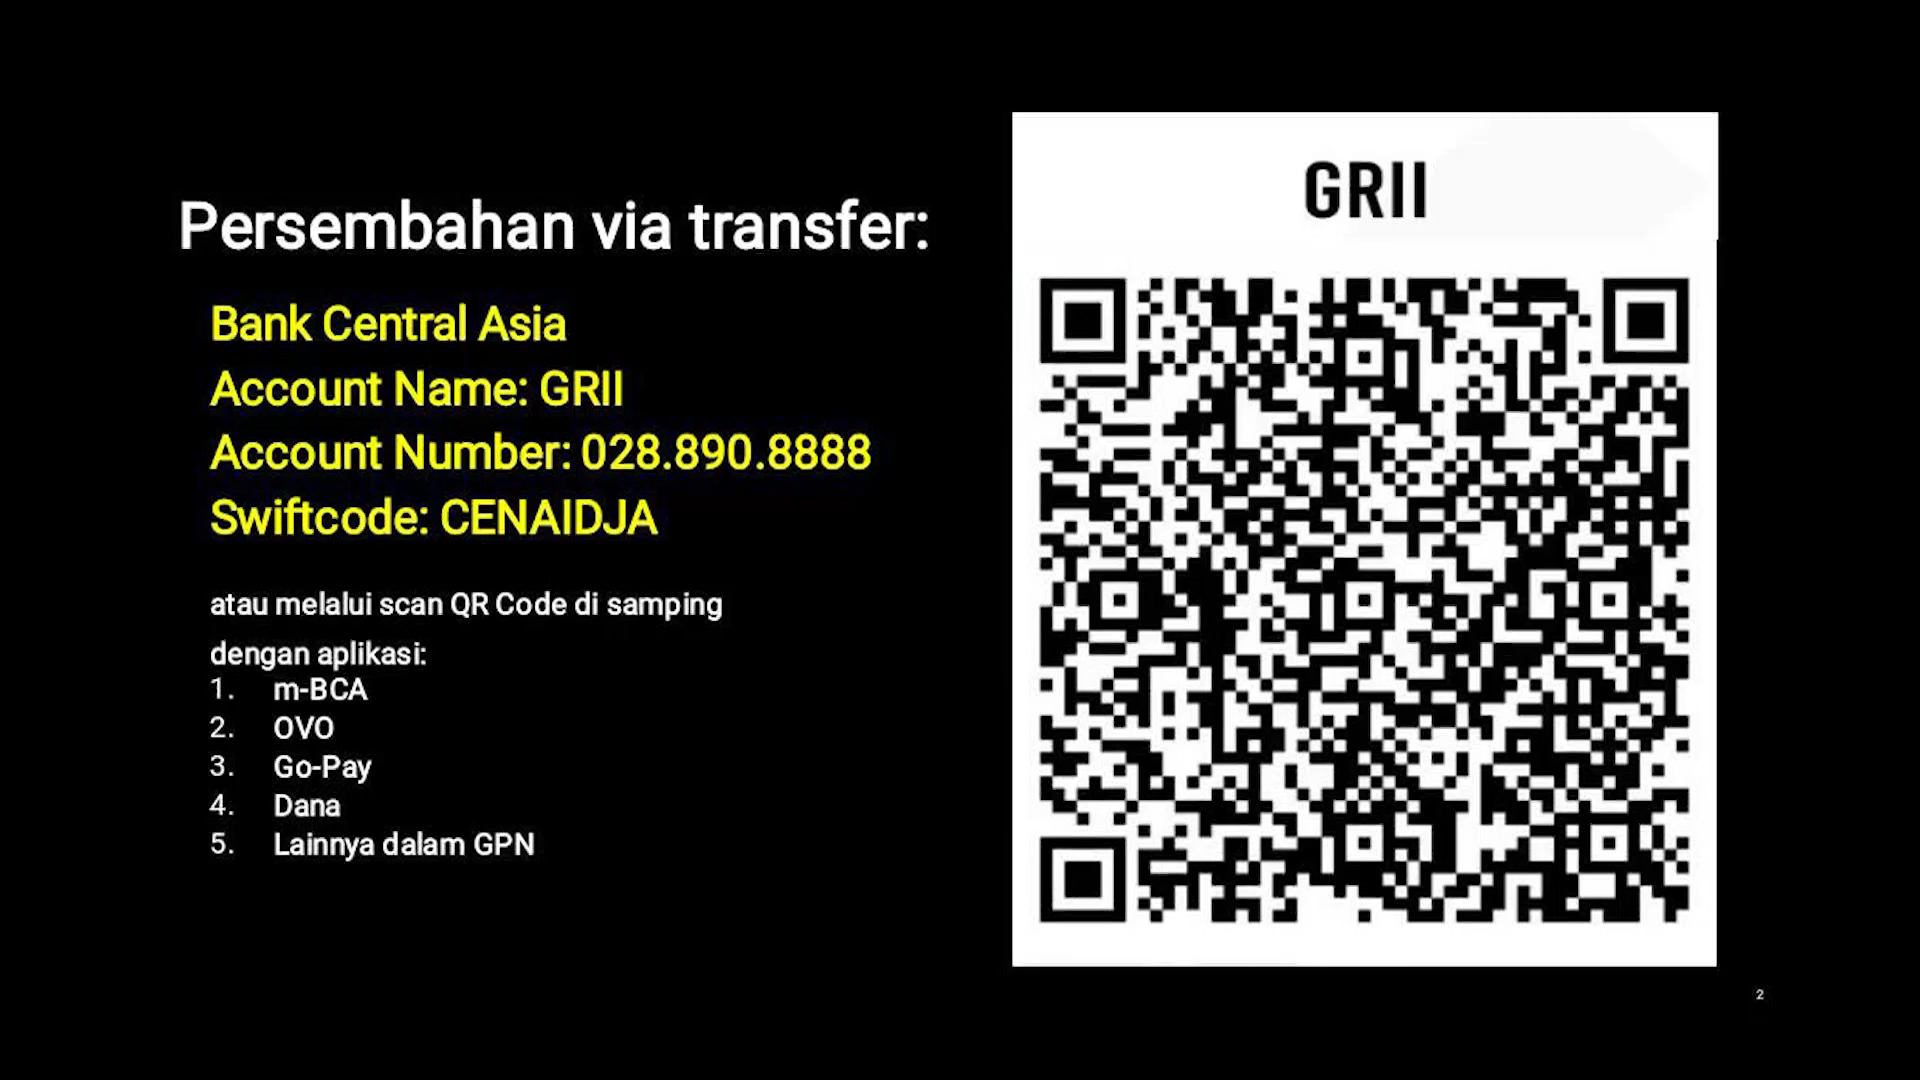 Persembahan via transfer:
Bank Central Asia
Account Name: GRII
Account Number: 028.890.8888
Swiftcode: CENAIDJA
atau melalui scan QR Code di samping
dengan aplikasi:
1. m-BCA
2. OVO
3. Go-Pay
4. Dana
5. Lainnya dalam GPN
GRII
2